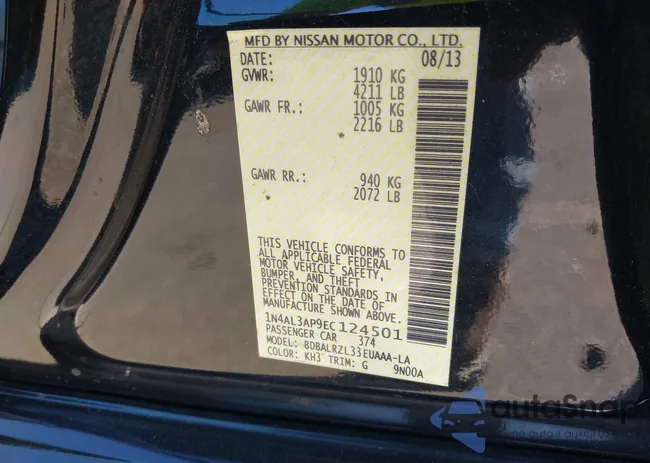 MFD BY NISSAN MOTOR CO., LTD.
DATE: 08/13
GVWR: 1910 KG
4211 LB
GAWR FR.: 1005 KG
2216 LB
GAWR RR.: 940 KG
2072 LB
THIS VEHICLE CONFORMS TO
ALL APPLICABLE FEDERAL
MOTOR VEHICLE SAFETY,
BUMPER, AND THEFT
PREVENTION STANDARDS IN
EFFECT ON THE DATE OF
MANUFACTURE SHOWN ABOVE.
1N4AL3AP9EC124501
PASSENGER CAR 374
MODEL: BDBALRZL33EUAAA-LA
COLOR: KH3 TRIM: G 9N00A
autaSnap
auta z aukcji